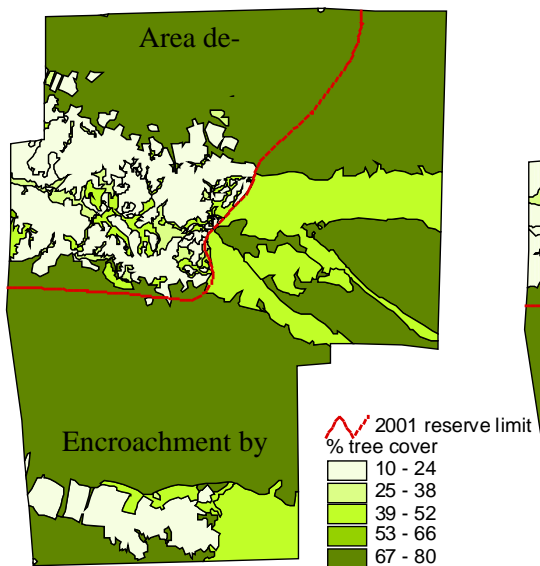 Area de-
Encroachment by
2001 reserve limit
% tree cover
10 - 24
25 - 38
39 - 52
53 - 66
67 - 80